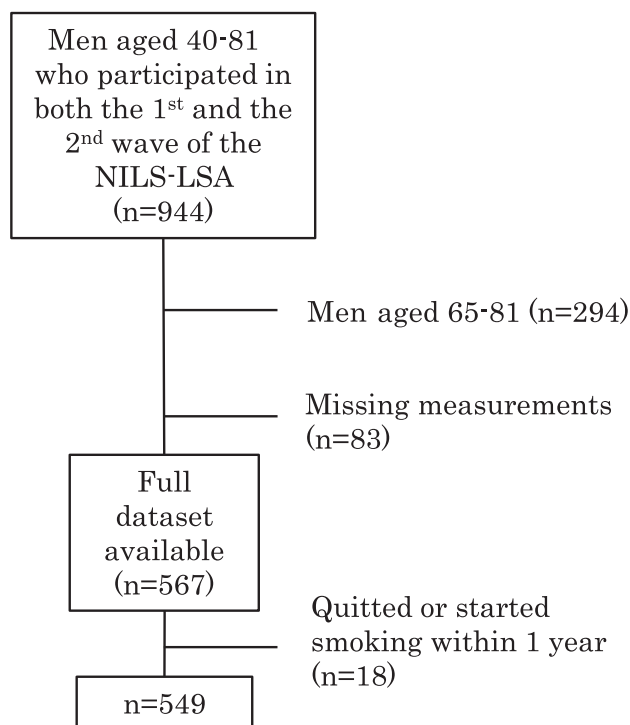 Men aged 40-81
who participated in
both the 1st and the
2nd wave of the
NILS-LSA
(n=944)
Men aged 65-81 (n=294)
Missing measurements
(n=83)
Full
dataset
available
(n=567)
Quitted or started
smoking within 1 year
(n=18)
n=549